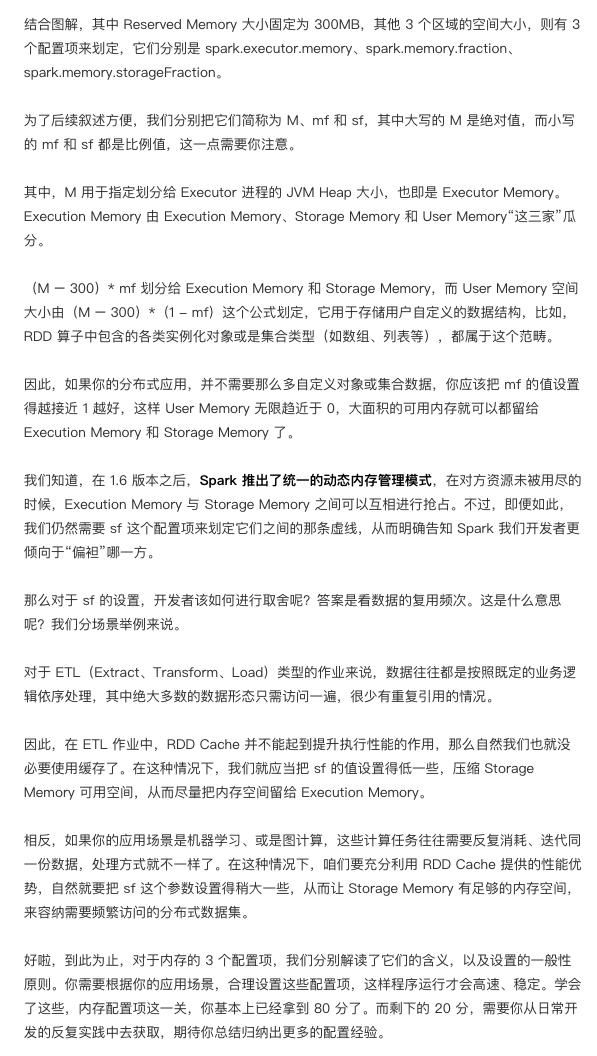 结合图解，其中 Reserved Memory 大小固定为 300MB，其他 3 个区域的空间大小，则有 3
个配置项来划定，它们分别是 spark.executor.memory、spark.memory.fraction、
spark.memory.storageFraction。
为了后续叙述方便，我们分别把它们简称为 M、mf 和 sf，其中大写的 M 是绝对值，而小写
的 mf 和 sf 都是比例值，这一点需要你注意。
其中，M 用于指定划分给 Executor 进程的 JVM Heap 大小，也即是 Executor Memory。
Execution Memory 由 Execution Memory、Storage Memory 和 User Memory“这三家”瓜
分。
（M – 300）* mf 划分给 Execution Memory 和 Storage Memory，而 User Memory 空间
大小由（M – 300）*（1 – mf）这个公式划定，它用于存储用户自定义的数据结构，比如，
RDD 算子中包含的各类实例化对象或是集合类型（如数组、列表等），都属于这个范畴。
因此，如果你的分布式应用，并不需要那么多自定义对象或集合数据，你应该把 mf 的值设置
得越接近 1 越好，这样 User Memory 无限趋近于 0，大面积的可用内存就可以都留给
Execution Memory 和 Storage Memory 了。
我们知道，在 1.6 版本之后，Spark 推出了统一的动态内存管理模式，在对方资源未被用尽的
时候，Execution Memory 与 Storage Memory 之间可以互相进行抢占。不过，即便如此，
我们仍然需要 sf 这个配置项来划定它们之间的那条虚线，从而明确告知 Spark 我们开发者更
倾向于“偏袒”哪一方。
那么对于 sf 的设置，开发者该如何进行取舍呢？答案是看数据的复用频次。这是什么意思
呢？我们分场景举例来说。
对于 ETL（Extract、Transform、Load）类型的作业来说，数据往往都是按照既定的业务逻
辑依序处理，其中绝大多数的数据形态只需访问一遍，很少有重复引用的情况。
因此，在 ETL 作业中，RDD Cache 并不能起到提升执行性能的作用，那么自然我们也就没
必要使用缓存了。在这种情况下，我们就应当把 sf 的值设置得低一些，压缩 Storage
Memory 可用空间，从而尽量把内存空间留给 Execution Memory。
相反，如果你的应用场景是机器学习、或是图计算，这些计算任务往往需要反复消耗、迭代同
一份数据，处理方式就不一样了。在这种情况下，咱们要充分利用 RDD Cache 提供的性能优
势，自然就要把 sf 这个参数设置得稍大一些，从而让 Storage Memory 有足够的内存空间，
来容纳需要频繁访问的分布式数据集。
好啦，到此为止，对于内存的 3 个配置项，我们分别解读了它们的含义，以及设置的一般性
原则。你需要根据你的应用场景，合理设置这些配置项，这样程序运行才会高速、稳定。学会
了这些，内存配置项这一关，你基本上已经拿到 80 分了。而剩下的 20 分，需要你从日常开
发的反复实践中去获取，期待你总结归纳出更多的配置经验。